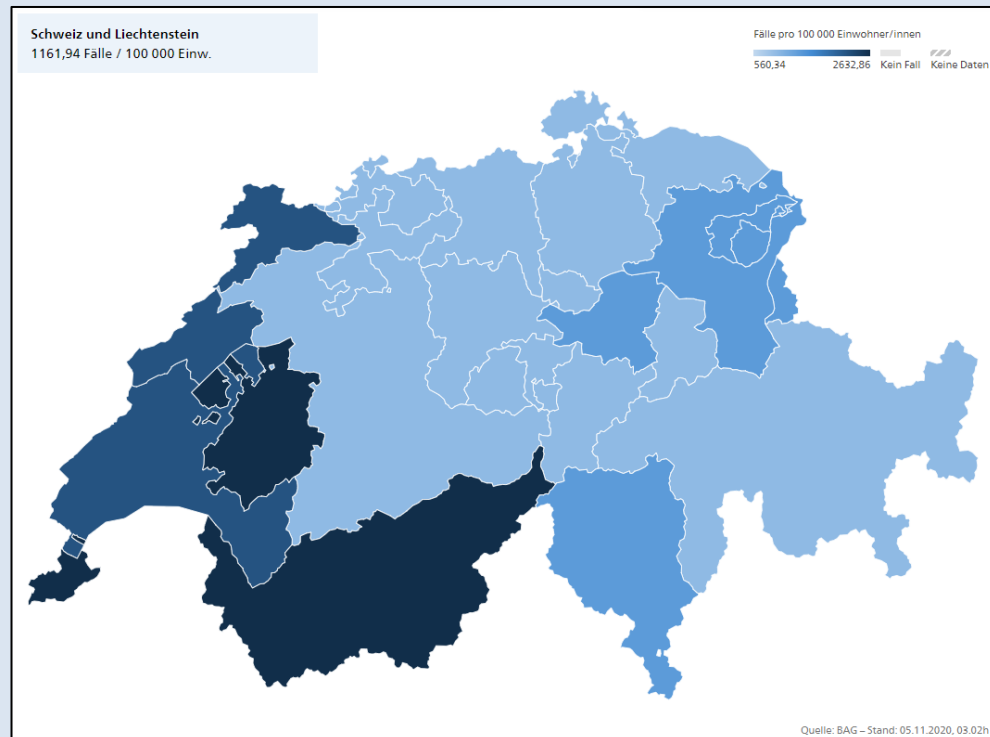 Schweiz und Liechtenstein
1161,94 Fälle / 100 000 Einw.
Fälle pro 100 000 Einwohner/innen
560,34 2632,86 Kein Fall Keine Daten
Quelle: BAG – Stand: 05.11.2020, 03.02h